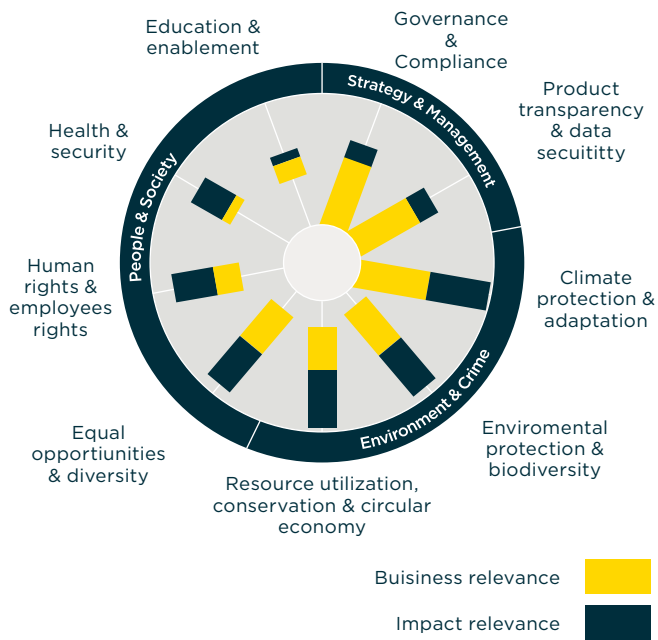 Education &
enablement
Governance
&
Compliance
Product
transparency
& data
secuititty
Health &
security
Strategy & Management
People & Society
Human
rights &
employees
rights
Climate
protection &
adaptation
Environment & Crime
Equal
opportiunities
& diversity
Enviromental
protection &
biodiversity
Resource utilization,
conservation & circular
economy
Buisiness relevance
Impact relevance